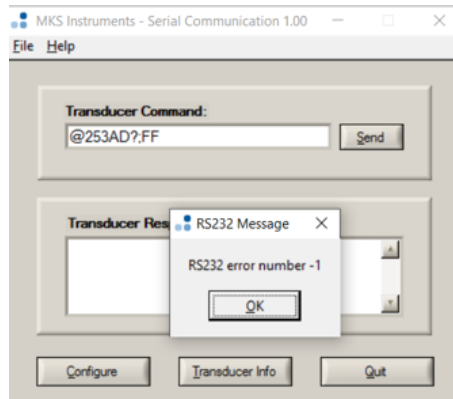 MKS Instruments - Serial Communication 1.00
File Help
Transducer Command:
@253AD?;FF
Send
Transducer Res
RS232 Message
RS232 error number -1
OK
Configure
Transducer Info
Quit